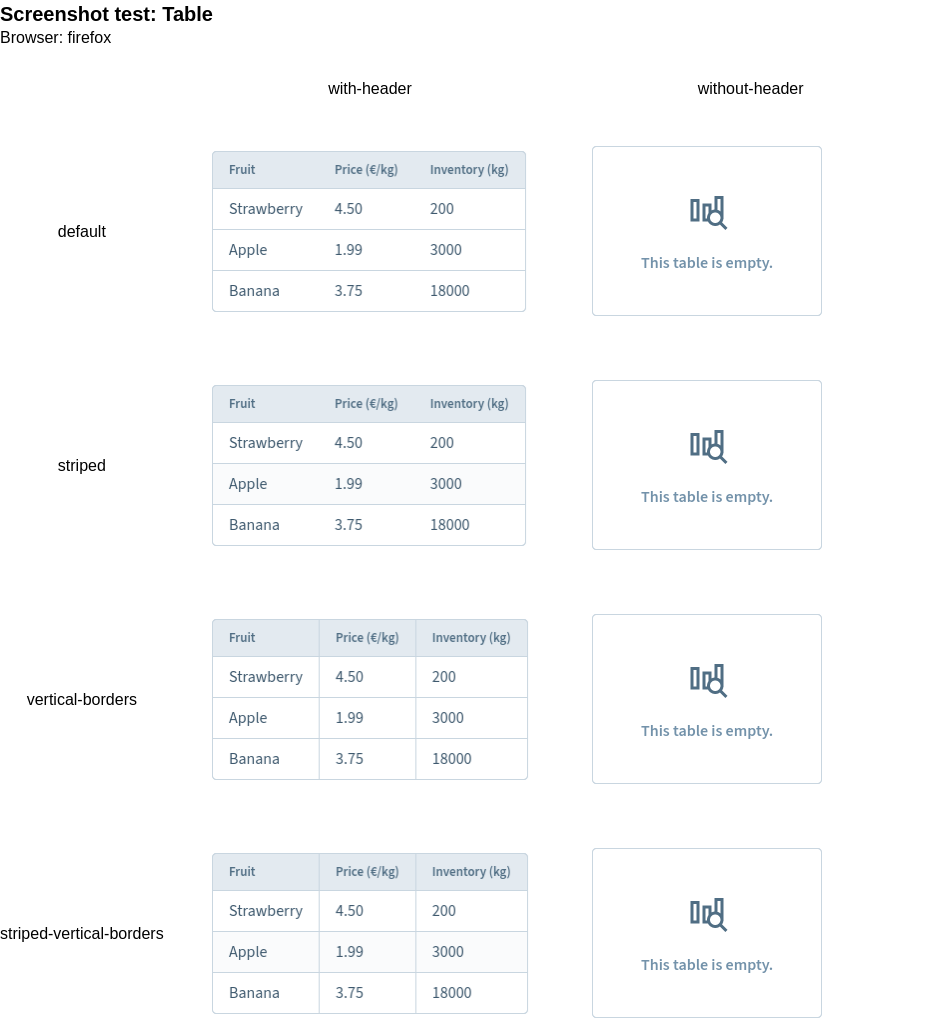 Screenshot test: Table
Browser: firefox
with-header without-header
default
Fruit Price (€/kg) Inventory (kg)
Strawberry 4.50 200
Apple 1.99 3000
Banana 3.75 18000
This table is empty.
striped
Fruit Price (€/kg) Inventory (kg)
Strawberry 4.50 200
Apple 1.99 3000
Banana 3.75 18000
This table is empty.
vertical-borders
Fruit Price (€/kg) Inventory (kg)
Strawberry 4.50 200
Apple 1.99 3000
Banana 3.75 18000
This table is empty.
striped-vertical-borders
Fruit Price (€/kg) Inventory (kg)
Strawberry 4.50 200
Apple 1.99 3000
Banana 3.75 18000
This table is empty.